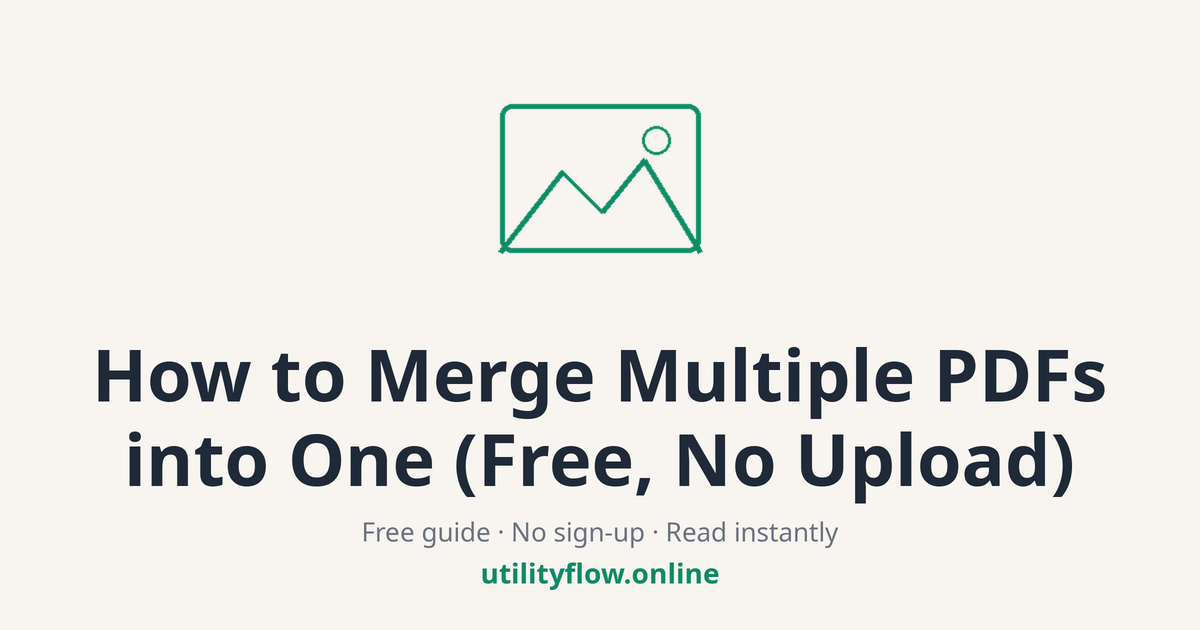 How to Merge Multiple PDFs
into One (Free, No Upload)
Free guide · No sign-up · Read instantly
utilityflow.online